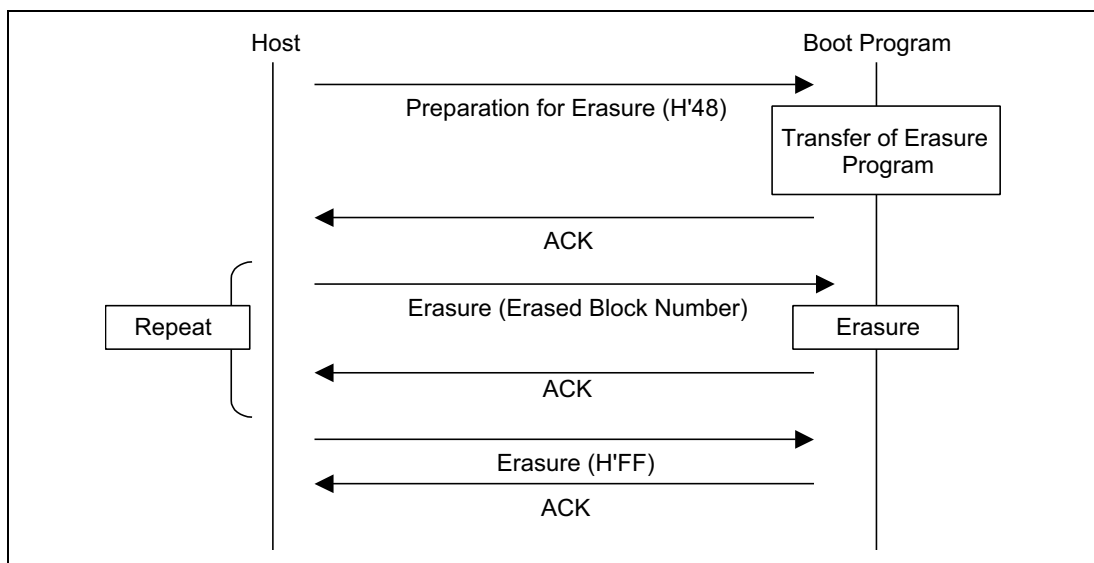 Host
Boot Program
Preparation for Erasure (H'48)
Transfer of Erasure
Program
ACK
Erasure (Erased Block Number)
Repeat
Erasure
ACK
Erasure (H'FF)
ACK